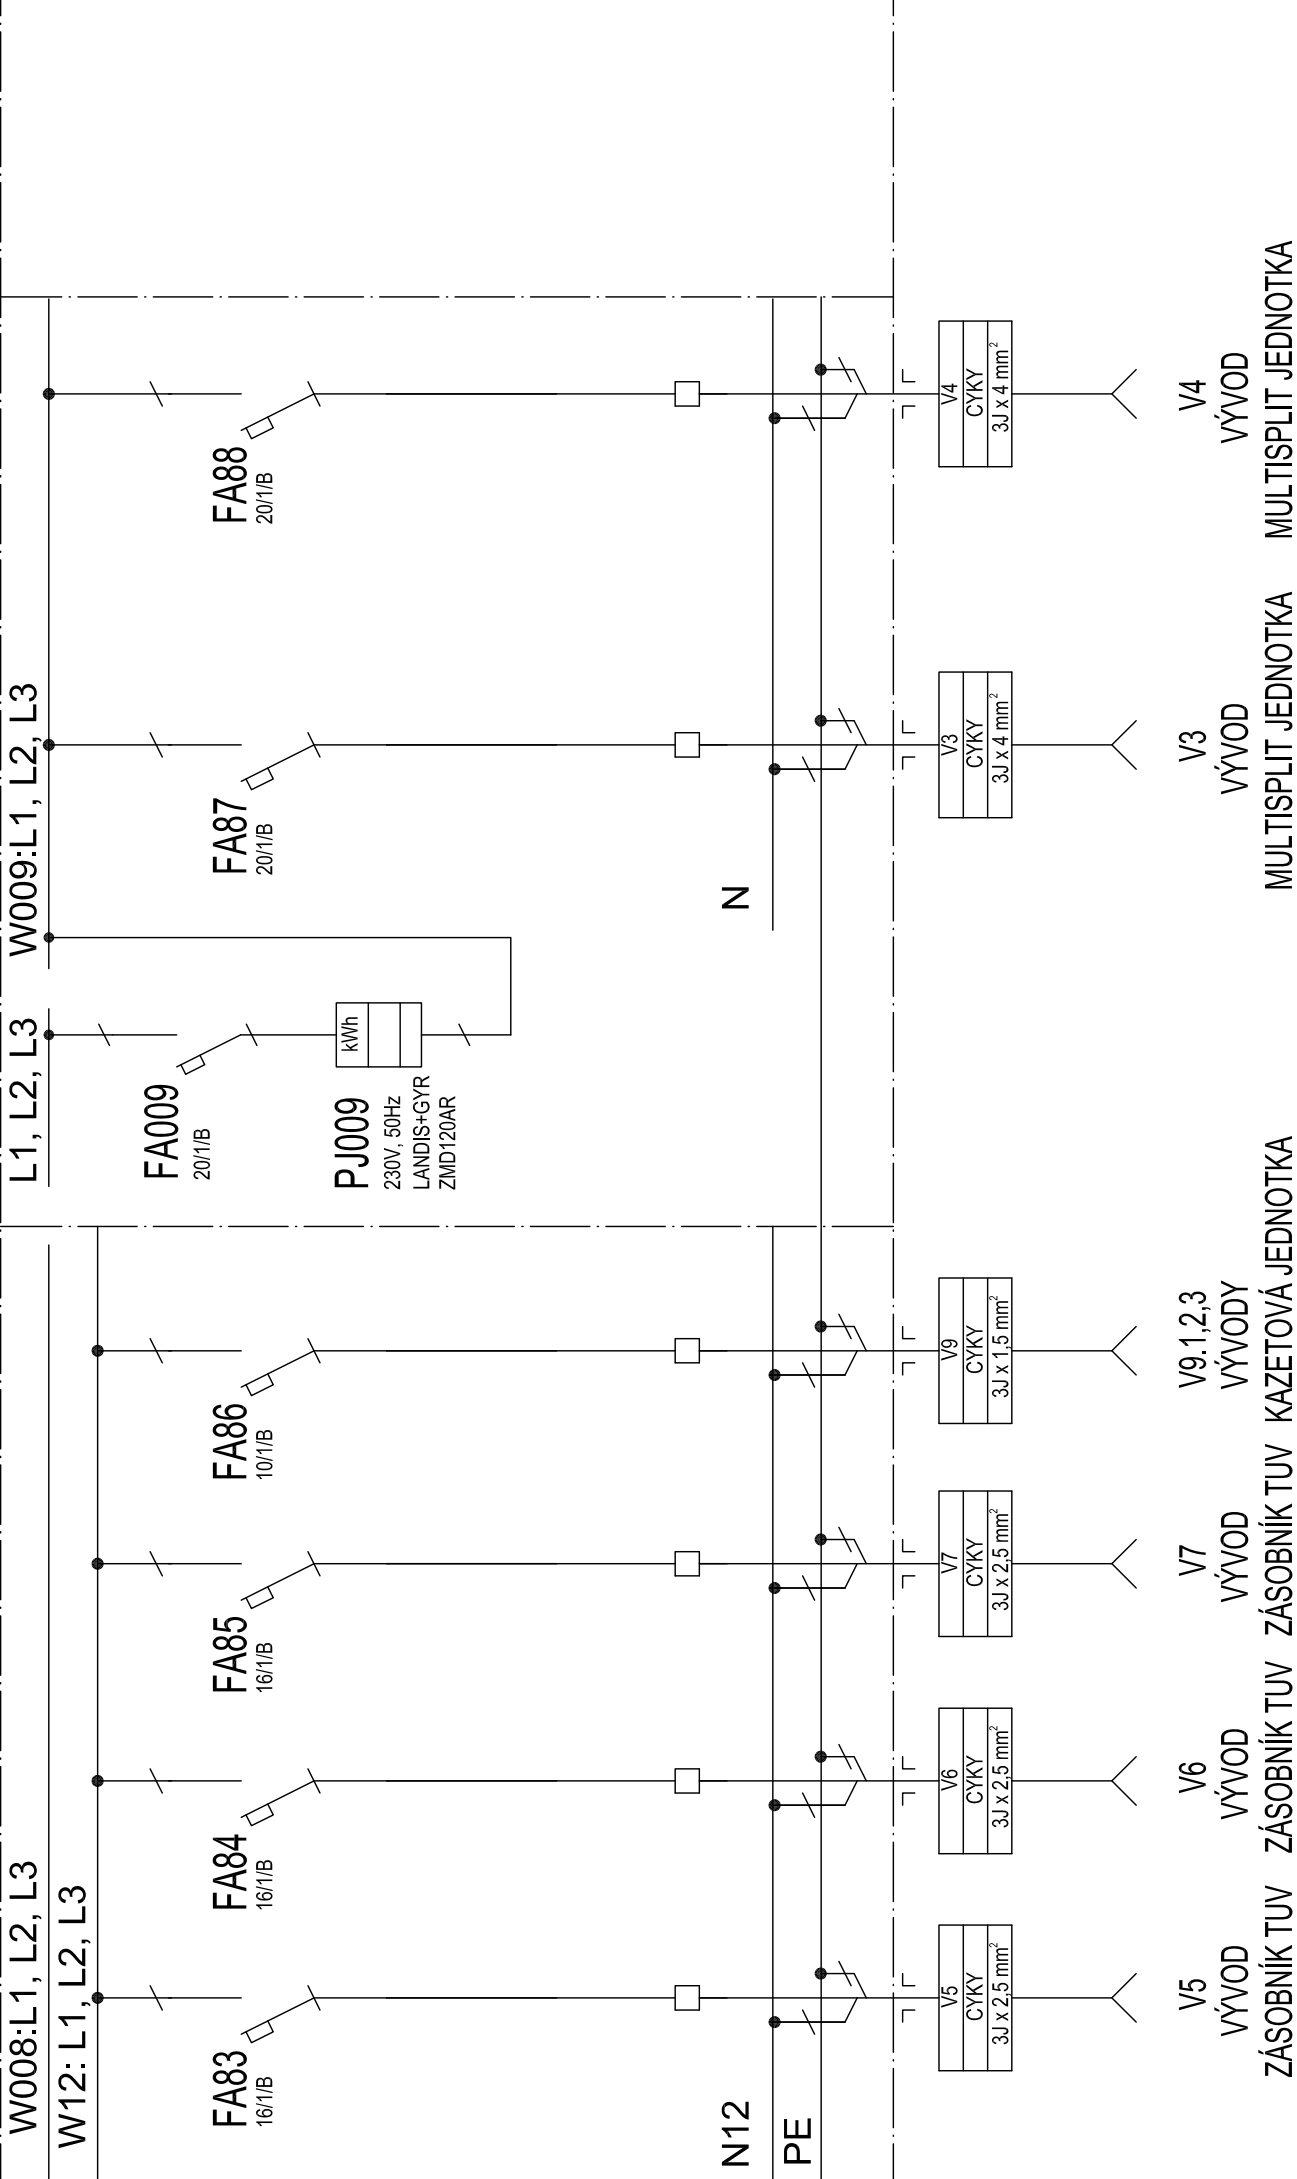 W008:L1, L2, L3
W12: L1, L2, L3
L1, L2, L3
W009:L1, L2, L3
FA83
16/1/B
FA84
16/1/B
FA85
16/1/B
FA86
10/1/B
FA009
20/1/B
PJ009
230V, 50Hz
LANDIS+GYR
ZMD120AR
kWh
FA87
20/1/B
FA88
20/1/B
N12
PE
N
V5
CYKY
3J x 2,5 mm²
V6
CYKY
3J x 2,5 mm²
V7
CYKY
3J x 2,5 mm²
V9
CYKY
3J x 1,5 mm²
V3
CYKY
3J x 4 mm²
V4
CYKY
3J x 4 mm²
V5
VÝVOD
ZÁSOBNÍK TUV
V6
VÝVOD
ZÁSOBNÍK TUV
V7
VÝVOD
ZÁSOBNÍK TUV
V9.1,2,3
VÝVODY
KAZETOVÁ JEDNOTKA
V3
VÝVOD
MULTISPLIT JEDNOTKA
V4
VÝVOD
MULTISPLIT JEDNOTKA